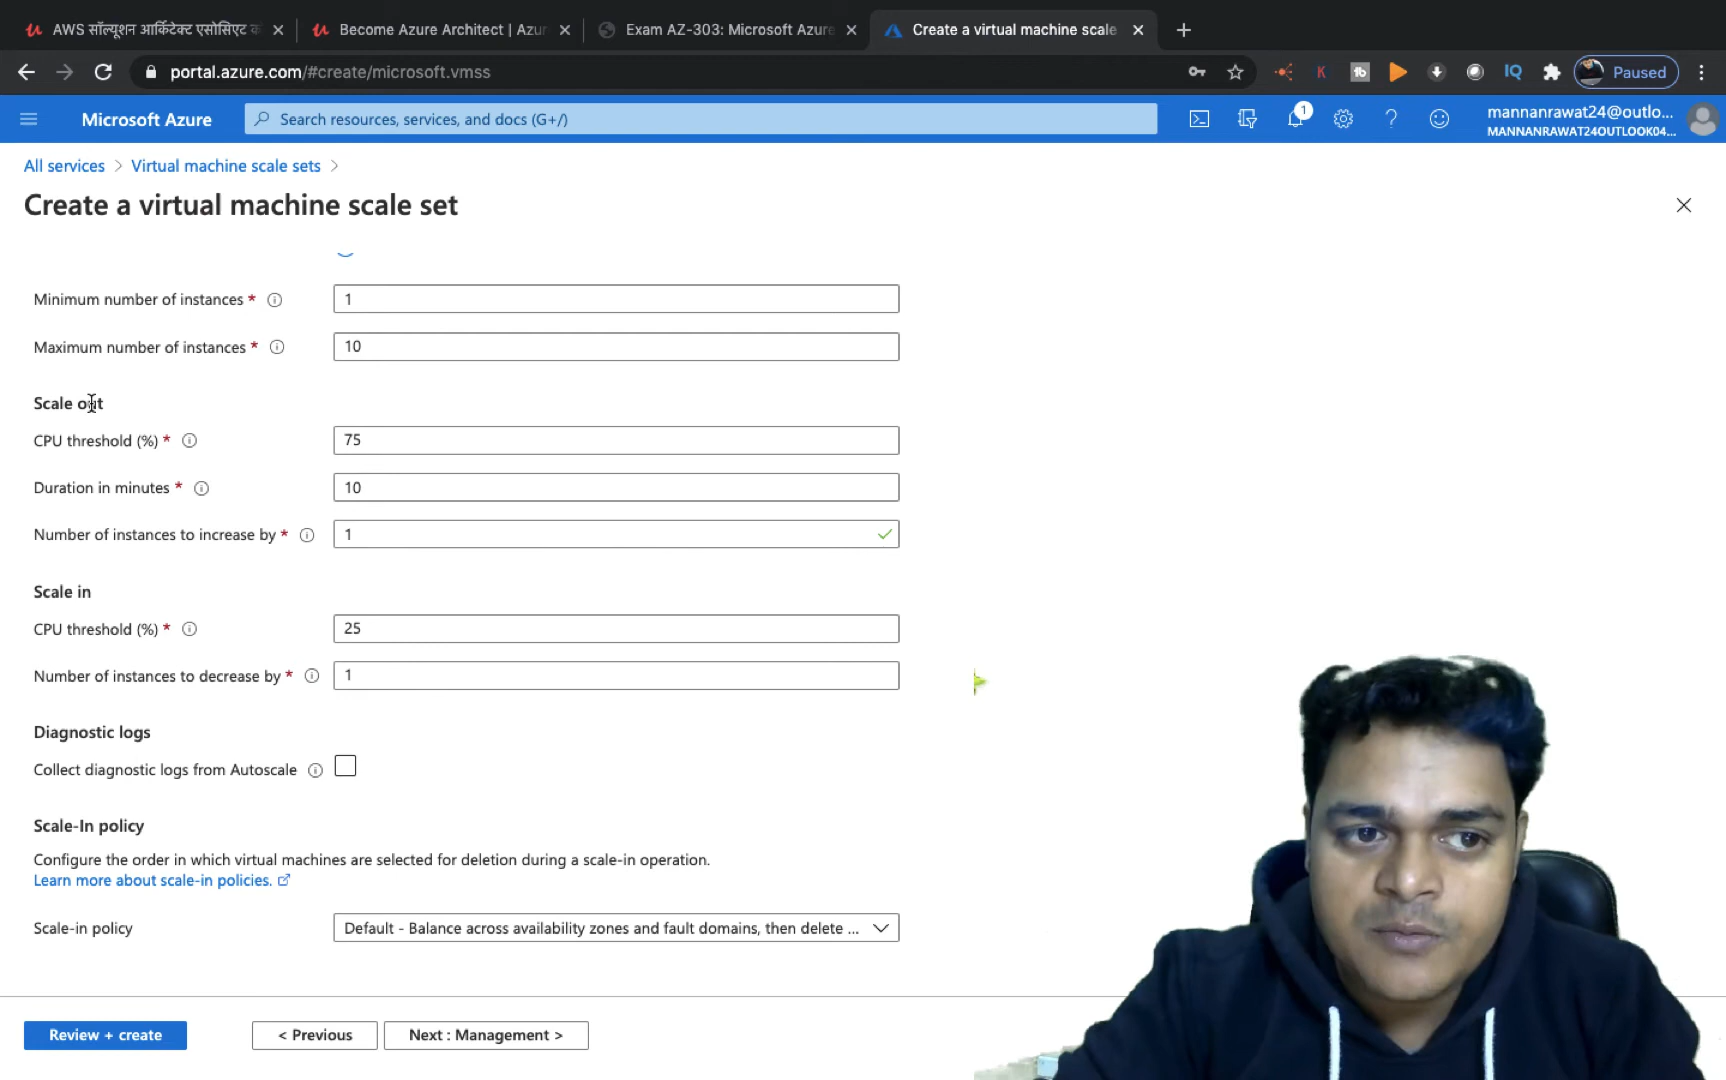 AWS सॉल्यूशन आर्किटेक्ट एसोसिएट
Become Azure Architect | Azur
Exam AZ-303: Microsoft Azure
Create a virtual machine scale
portal.azure.com/#create/microsoft.vmss
Paused
Microsoft Azure
Search resources, services, and docs (G+/)
1
mannanrawat24@outlo...
MANNANRAWAT24OUTLOOK04...
All services > Virtual machine scale sets >
Create a virtual machine scale set
Minimum number of instances * 1
Maximum number of instances * 10
Scale out
CPU threshold (%) * 75
Duration in minutes * 10
Number of instances to increase by * 1
Scale in
CPU threshold (%) * 25
Number of instances to decrease by * 1
Diagnostic logs
Collect diagnostic logs from Autoscale
Scale-In policy
Configure the order in which virtual machines are selected for deletion during a scale-in operation.
Learn more about scale-in policies.
Scale-in policy Default - Balance across availability zones and fault domains, then delete ...
Review + create < Previous Next : Management >